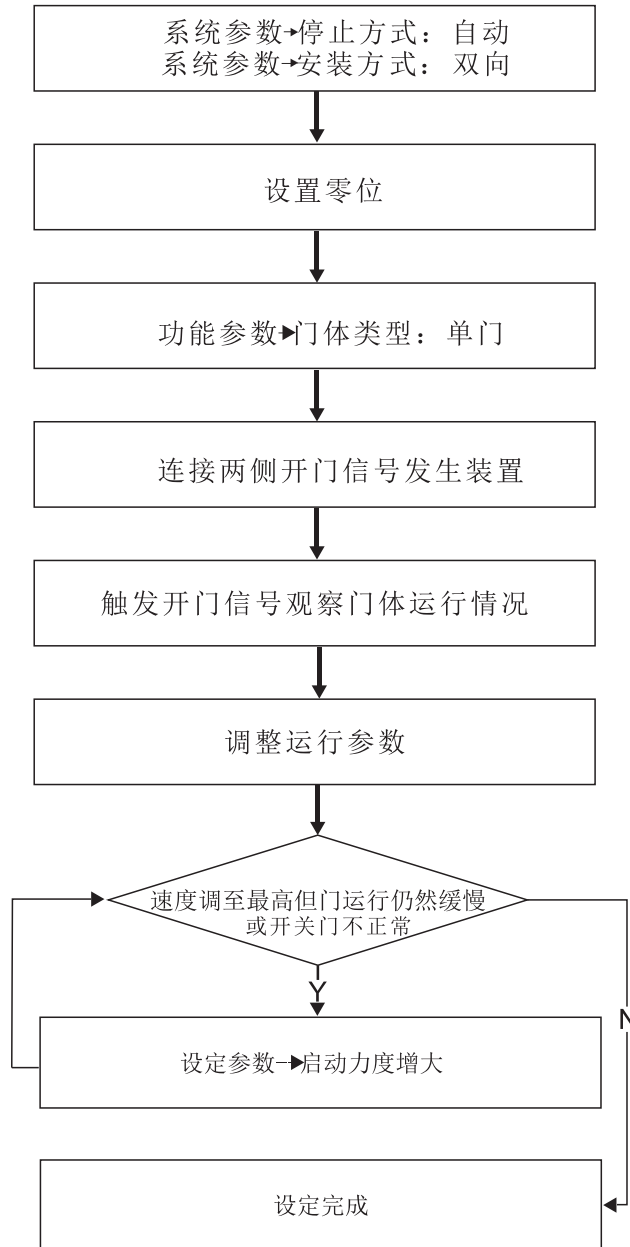 系统参数→停止方式：自动
系统参数→安装方式：双向
设置零位
功能参数→门体类型：单门
连接两侧开门信号发生装置
触发开门信号观察门体运行情况
调整运行参数
速度调至最高但门运行仍然缓慢
或开关门不正常
Y
N
设定参数→启动力度增大
设定完成